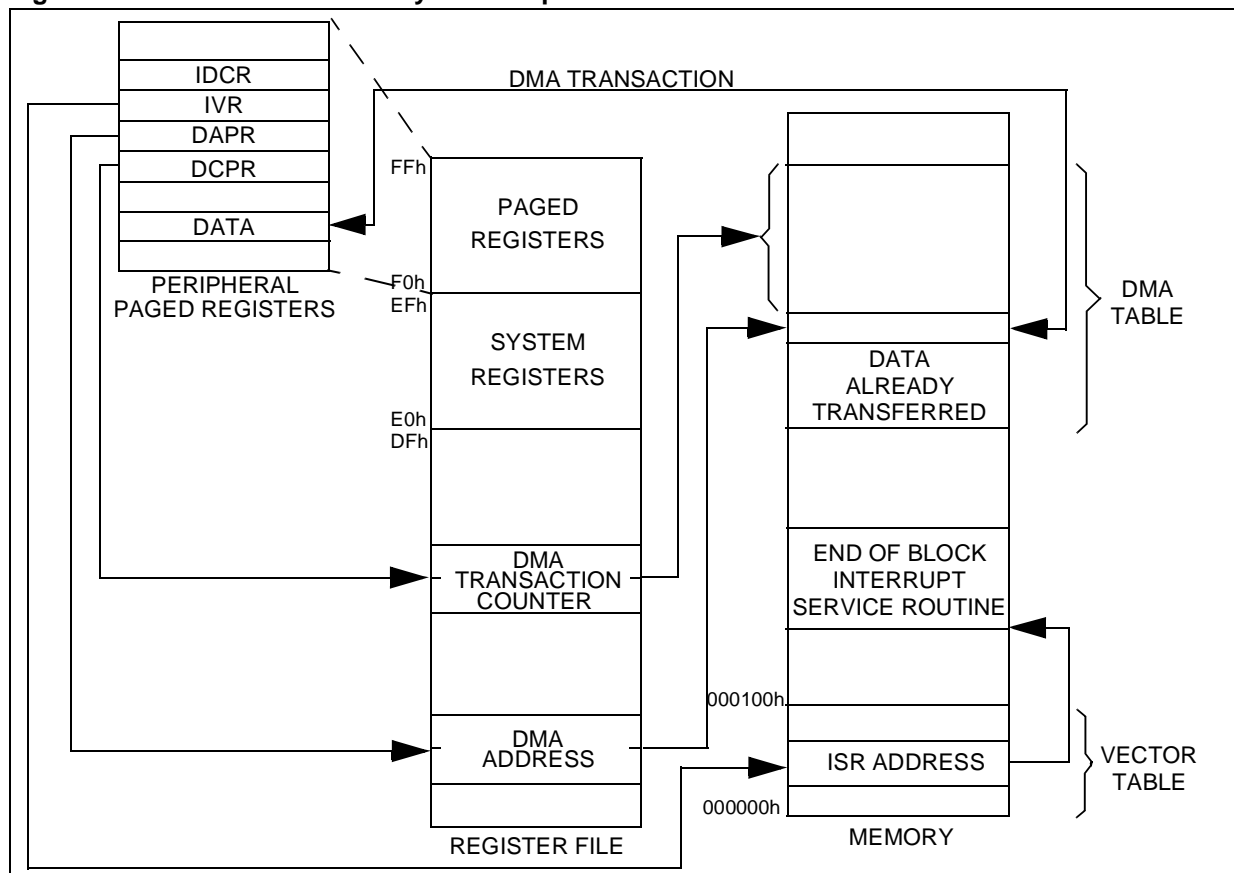 IDCR
IVR
DAPR
DCPR
DATA
PERIPHERAL
PAGED REGISTERS
DMA TRANSACTION
FFh
PAGED
REGISTERS
F0h
EFh
SYSTEM
REGISTERS
E0h
DFh
DMA
TRANSACTION
COUNTER
DMA
ADDRESS
REGISTER FILE
DATA
ALREADY
TRANSFERRED
DMA
TABLE
END OF BLOCK
INTERRUPT
SERVICE ROUTINE
000100h
ISR ADDRESS
VECTOR
TABLE
000000h
MEMORY